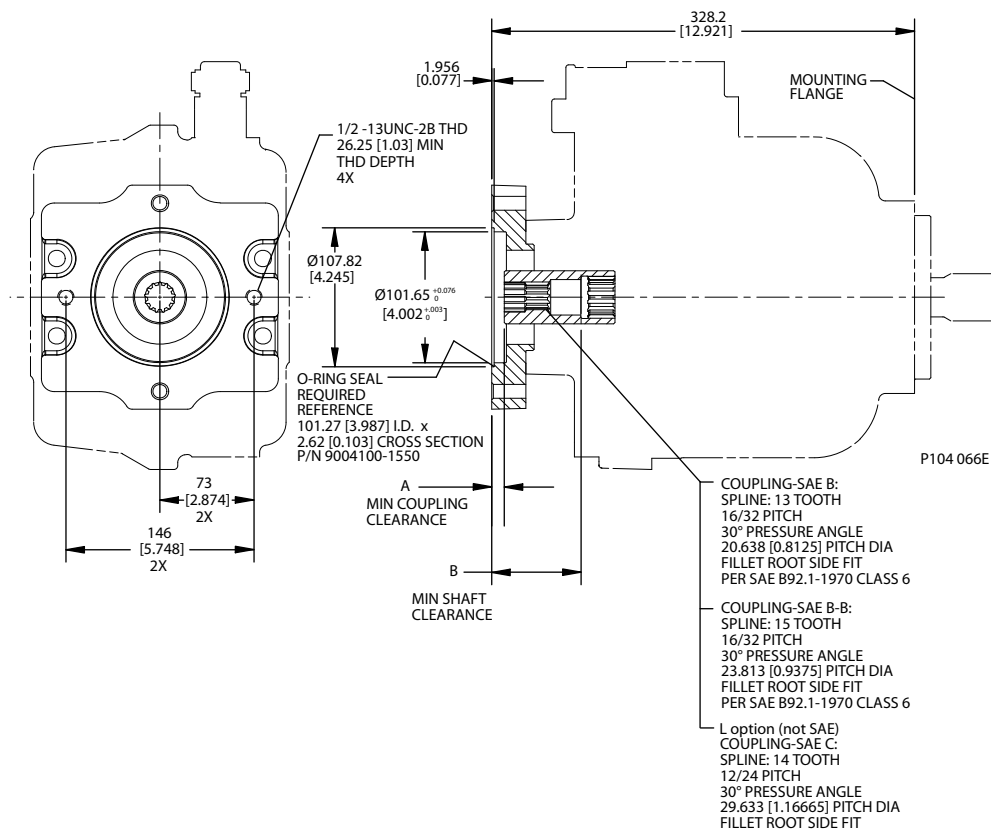 328.2
[12.921]
1.956
[0.077]
MOUNTING
FLANGE
1/2 -13UNC-2B THD
26.25 [1.03] MIN
THD DEPTH
4X
Ø107.82
[4.245]
Ø101.65 +0.076 0
[4.002 +.003 0]
O-RING SEAL
REQUIRED
REFERENCE
101.27 [3.987] I.D. x
2.62 [0.103] CROSS SECTION
P/N 9004100-1550
P104 066E
73
[2.874]
2X
146
[5.748]
2X
A
MIN COUPLING
CLEARANCE
B
MIN SHAFT
CLEARANCE
COUPLING-SAE B:
SPLINE: 13 TOOTH
16/32 PITCH
30° PRESSURE ANGLE
20.638 [0.8125] PITCH DIA
FILLET ROOT SIDE FIT
PER SAE B92.1-1970 CLASS 6
COUPLING-SAE B-B:
SPLINE: 15 TOOTH
16/32 PITCH
30° PRESSURE ANGLE
23.813 [0.9375] PITCH DIA
FILLET ROOT SIDE FIT
PER SAE B92.1-1970 CLASS 6
L option (not SAE)
COUPLING-SAE C:
SPLINE: 14 TOOTH
12/24 PITCH
30° PRESSURE ANGLE
29.633 [1.16665] PITCH DIA
FILLET ROOT SIDE FIT